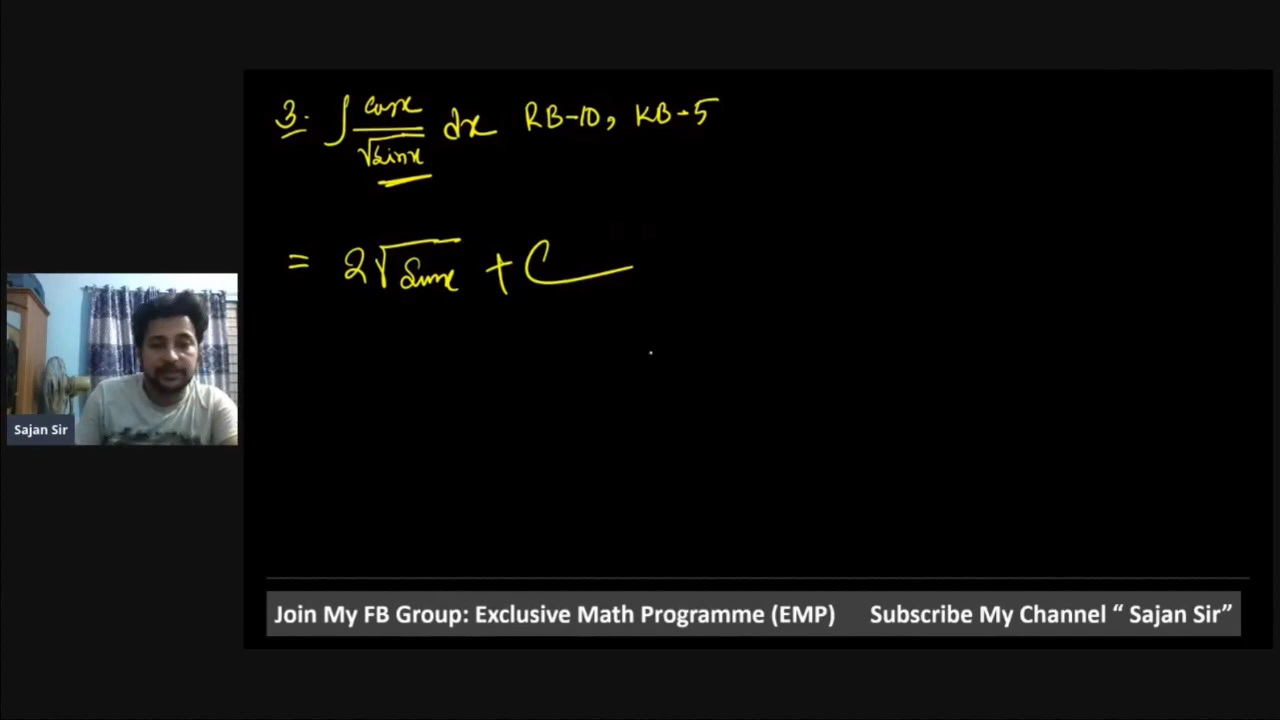 3. ∫ cosx / √sinx dx RB-10, KB-5
= 2√sinx + C
Sajan Sir
Join My FB Group: Exclusive Math Programme (EMP) Subscribe My Channel “ Sajan Sir”